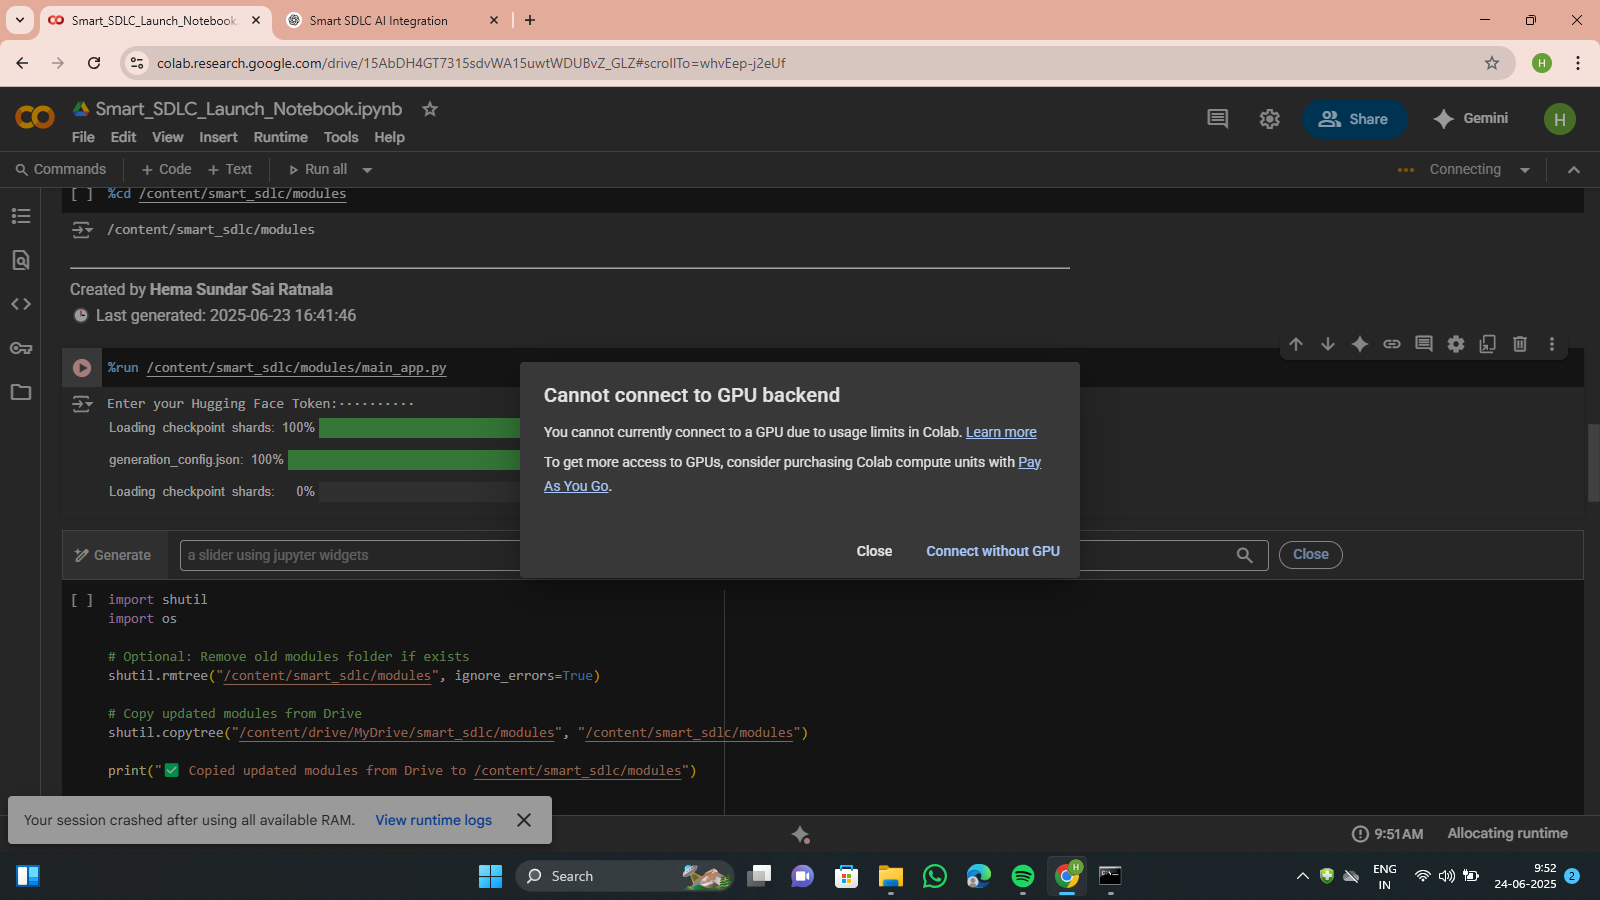 Smart_SDLC_Launch_Notebook.
Smart SDLC AI Integration
colab.research.google.com/drive/15AbDH4GT7315sdvWA15uwtWDUBvZ_GLZ#scrollTo=whvEep-j2eUf
H
Smart_SDLC_Launch_Notebook.ipynb
File Edit View Insert Runtime Tools Help
Share
Gemini
H
Commands + Code + Text Run all
Connecting
[ ] %cd /content/smart_sdlc/modules
/content/smart_sdlc/modules
Created by Hema Sundar Sai Ratnala
Last generated: 2025-06-23 16:41:46
%run /content/smart_sdlc/modules/main_app.py
Enter your Hugging Face Token:··········
Loading checkpoint shards: 100%
generation_config.json: 100%
Loading checkpoint shards: 0%
Cannot connect to GPU backend
You cannot currently connect to a GPU due to usage limits in Colab. Learn more
To get more access to GPUs, consider purchasing Colab compute units with Pay
As You Go.
Close Connect without GPU
Generate a slider using jupyter widgets Close
[ ] import shutil
import os
# Optional: Remove old modules folder if exists
shutil.rmtree("/content/smart_sdlc/modules", ignore_errors=True)
# Copy updated modules from Drive
shutil.copytree("/content/drive/MyDrive/smart_sdlc/modules", "/content/smart_sdlc/modules")
print("✅ Copied updated modules from Drive to /content/smart_sdlc/modules")
Your session crashed after using all available RAM. View runtime logs
9:51 AM Allocating runtime
Search
H
ENG
IN
9:52
24-06-2025
2